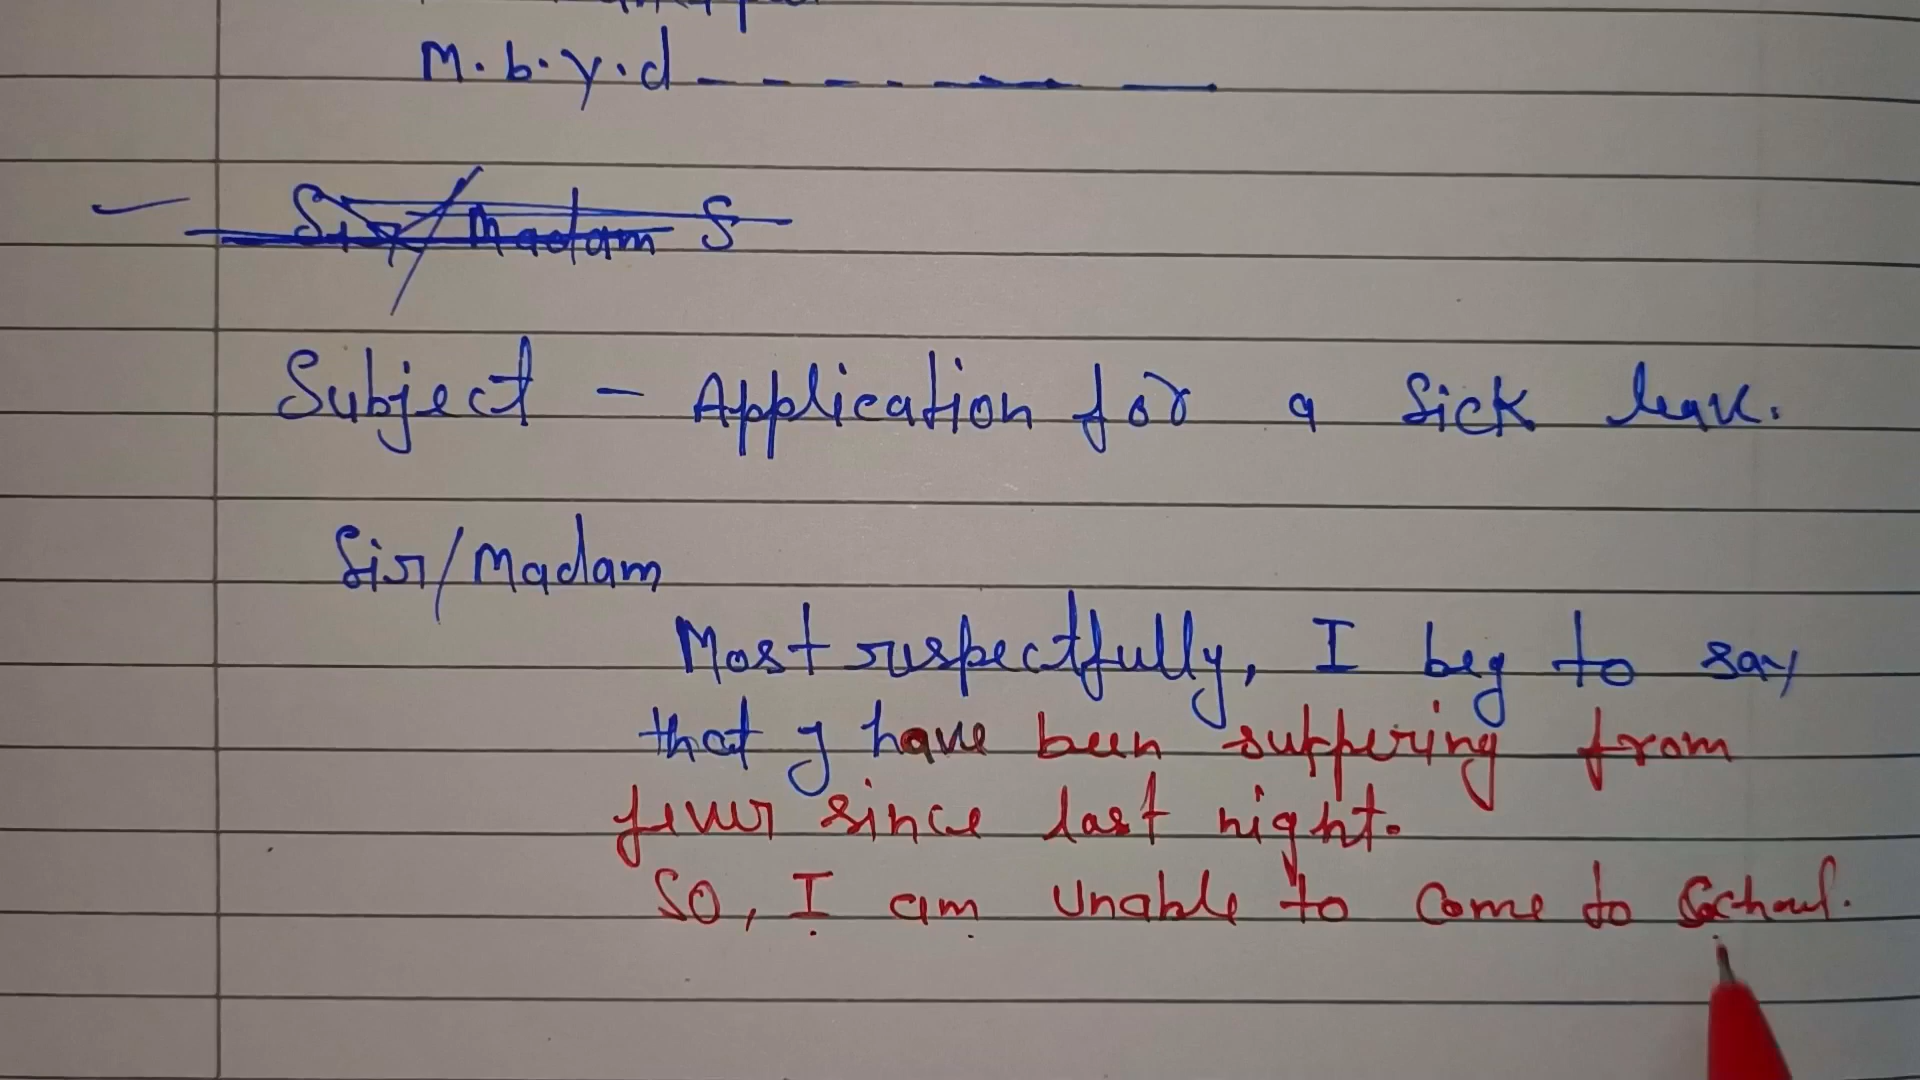 M.b.y.d - - - - - - -
Sir/Madam S
Subject - Application for a Sick leave.
Sir/Madam
Most respectfully, I beg to say
that I have been suffering from
fever since last night.
So, I am unable to come to School.